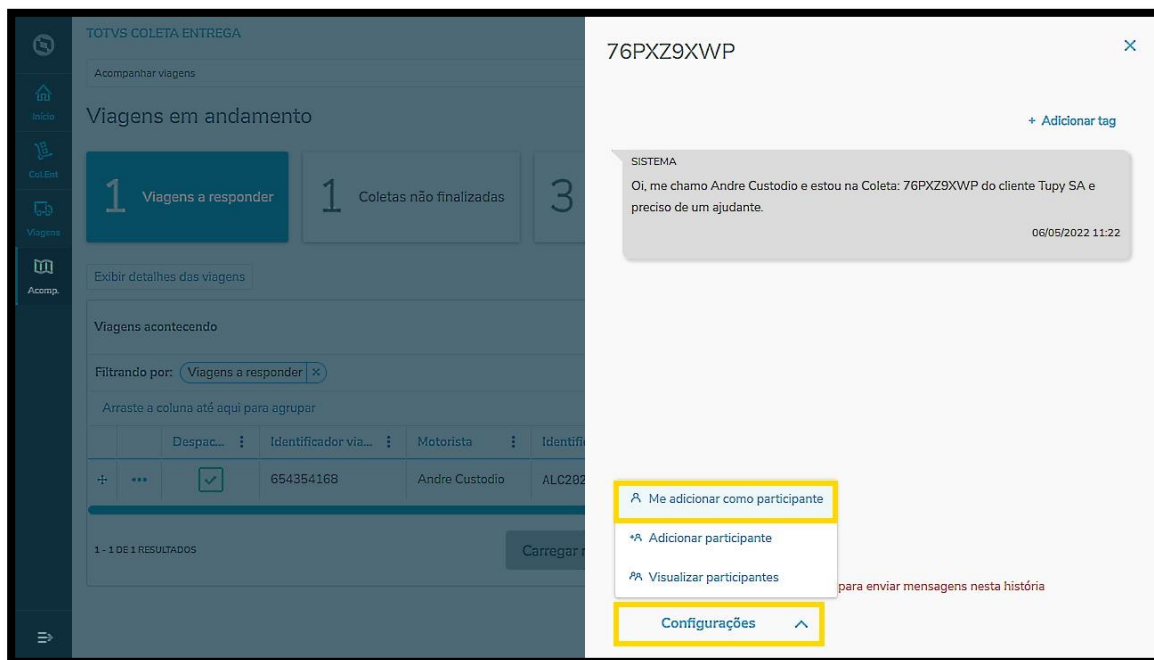 TOTVS COLETA ENTREGA
Acompanhar viagens
Viagens em andamento
Início
Col.Ent
Viagens
Acomp.
1 Viagens a responder
1 Coletas não finalizadas
3
Exibir detalhes das viagens
Viagens acontecendo
Filtrando por: Viagens a responder
Arraste a coluna até aqui para agrupar
Despac... Identificador via... Motorista
654354168 Andre Custodio
1 - 1 DE 1 RESULTADOS
Carregar
76PXZ9XWP
+ Adicionar tag
SISTEMA
Oi, me chamo Andre Custodio e estou na Coleta: 76PXZ9XWP do cliente Tupy SA e
preciso de um ajudante.
06/05/2022 11:22
Me adicionar como participante
Adicionar participante
Visualizar participantes
para enviar mensagens nesta história
Configurações